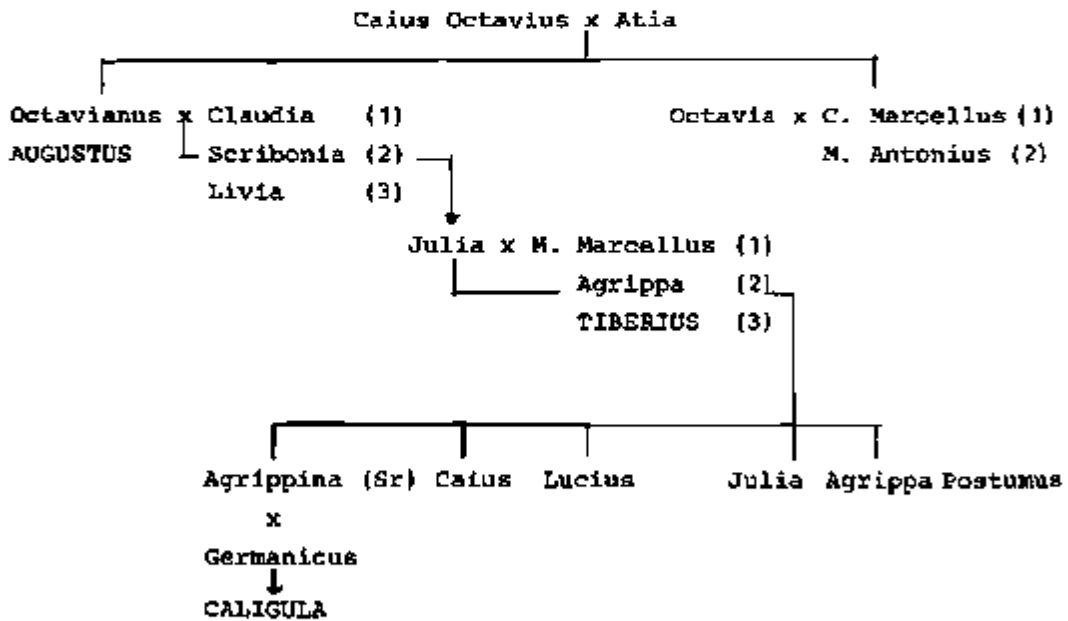 Caius Octavius x Atia
Octavianus x Claudia (1) Octavia x C. Marcellus (1)
AUGUSTUS Scribonia (2) M. Antonius (2)
Livia (3)
Julia x M. Marcellus (1)
Agrippa (2)
TIBERIUS (3)
Agrippina (Sr) Caius Lucius Julia Agrippa Postumus
x
Germanicus
CALIGULA